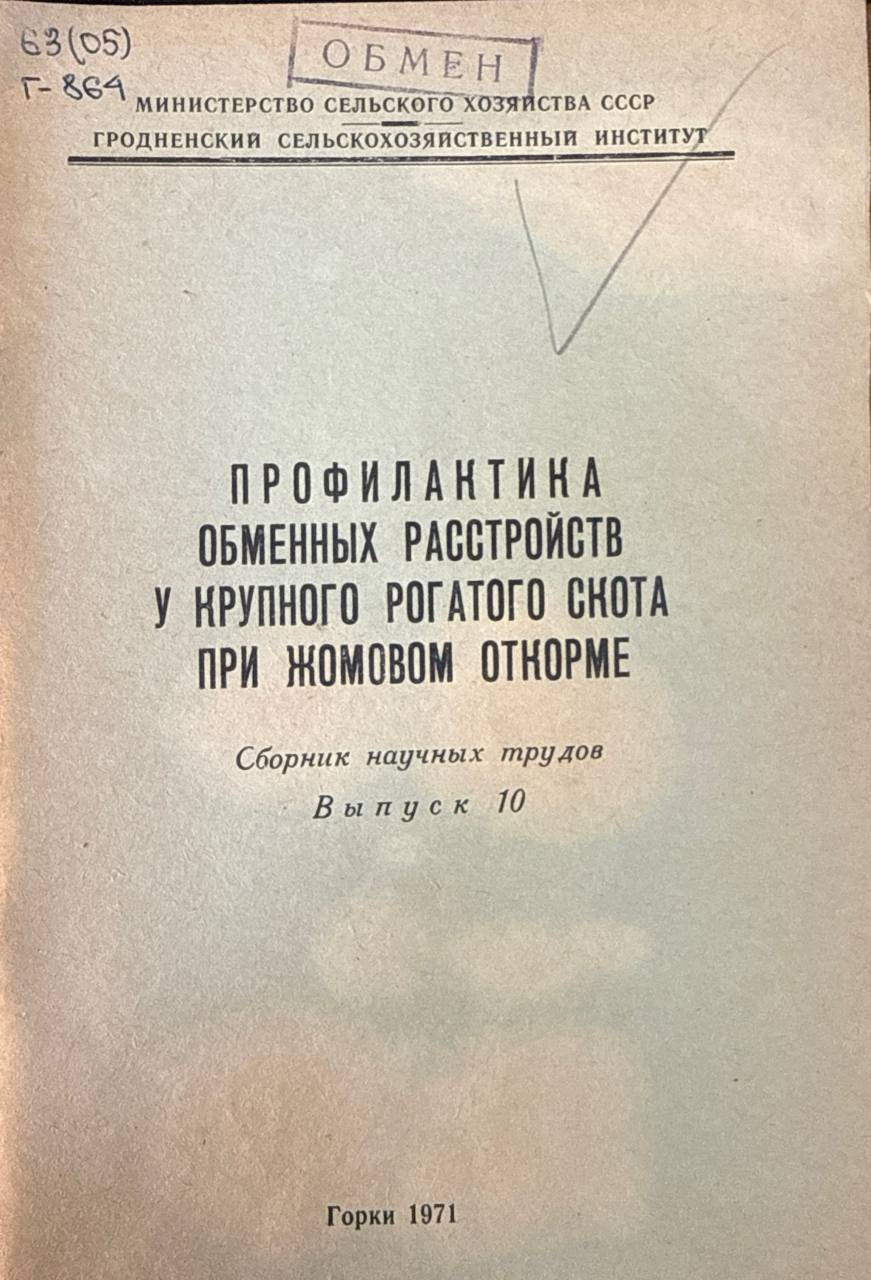 63(05)
Г-864
ОБМЕН
МИНИСТЕРСТВО СЕЛЬСКОГО ХОЗЯЙСТВА СССР
ГРОДНЕНСКИЙ СЕЛЬСКОХОЗЯЙСТВЕННЫЙ ИНСТИТУТ
ПРОФИЛАКТИКА
ОБМЕННЫХ РАССТРОЙСТВ
У КРУПНОГО РОГАТОГО СКОТА
ПРИ ЖОМОВОМ ОТКОРМЕ
Сборник научных трудов
Выпуск 10
Горки 1971